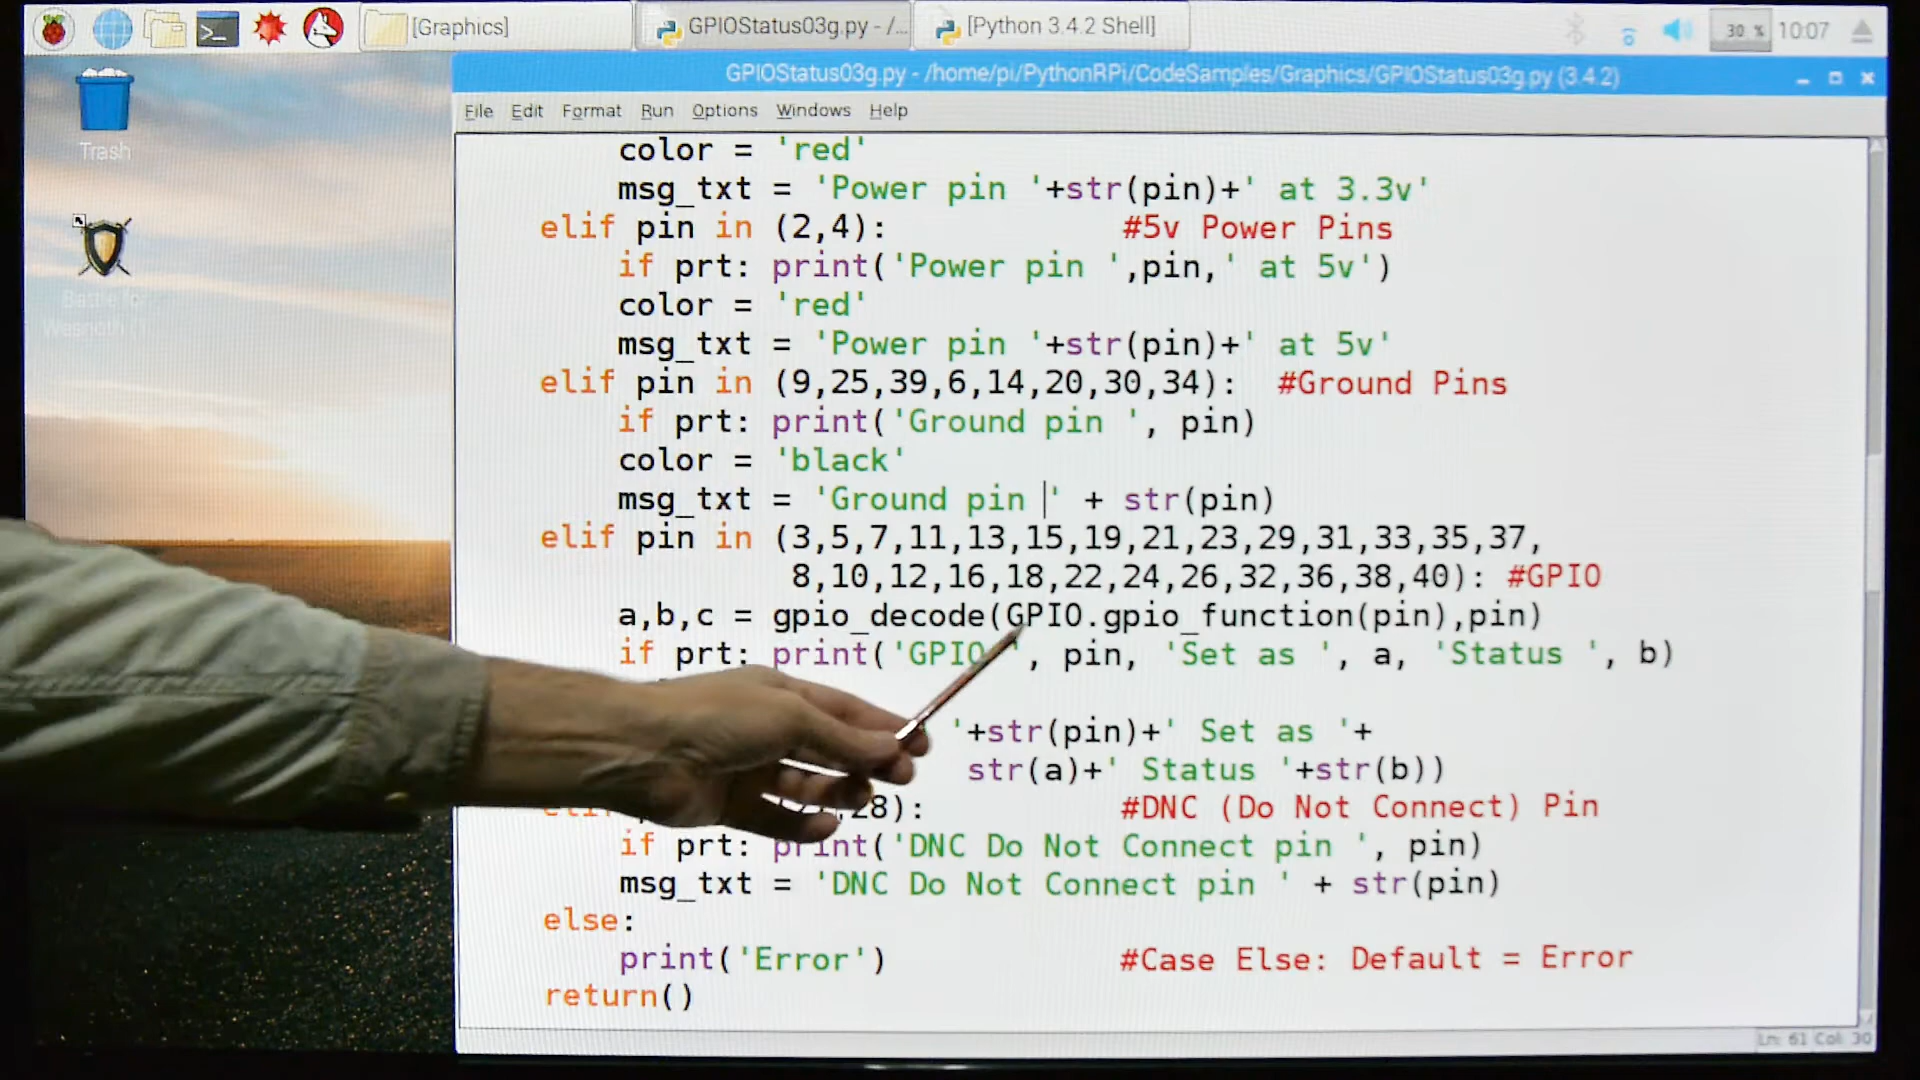 [Graphics]
GPIOStatus03g.py - /...
[Python 3.4.2 Shell]
30 %
10:07
Trash
Battle for
Wesnoth
GPIOStatus03g.py - /home/pi/PythonRPi/CodeSamples/Graphics/GPIOStatus03g.py (3.4.2)
File Edit Format Run Options Windows Help
color = 'red'
msg_txt = 'Power pin '+str(pin)+' at 3.3v'
elif pin in (2,4): #5v Power Pins
if prt: print('Power pin ',pin,' at 5v')
color = 'red'
msg_txt = 'Power pin '+str(pin)+' at 5v'
elif pin in (9,25,39,6,14,20,30,34): #Ground Pins
if prt: print('Ground pin ', pin)
color = 'black'
msg_txt = 'Ground pin ' + str(pin)
elif pin in (3,5,7,11,13,15,19,21,23,29,31,33,35,37,
8,10,12,16,18,22,24,26,32,36,38,40): #GPIO
a,b,c = gpio_decode(GPIO.gpio_function(pin),pin)
if prt: print('GPIO ', pin, 'Set as ', a, 'Status ', b)
'+str(pin)+' Set as '+
str(a)+' Status '+str(b))
28): #DNC (Do Not Connect) Pin
if prt: print('DNC Do Not Connect pin ', pin)
msg_txt = 'DNC Do Not Connect pin ' + str(pin)
else:
print('Error') #Case Else: Default = Error
return()
Ln: 61 Col: 30